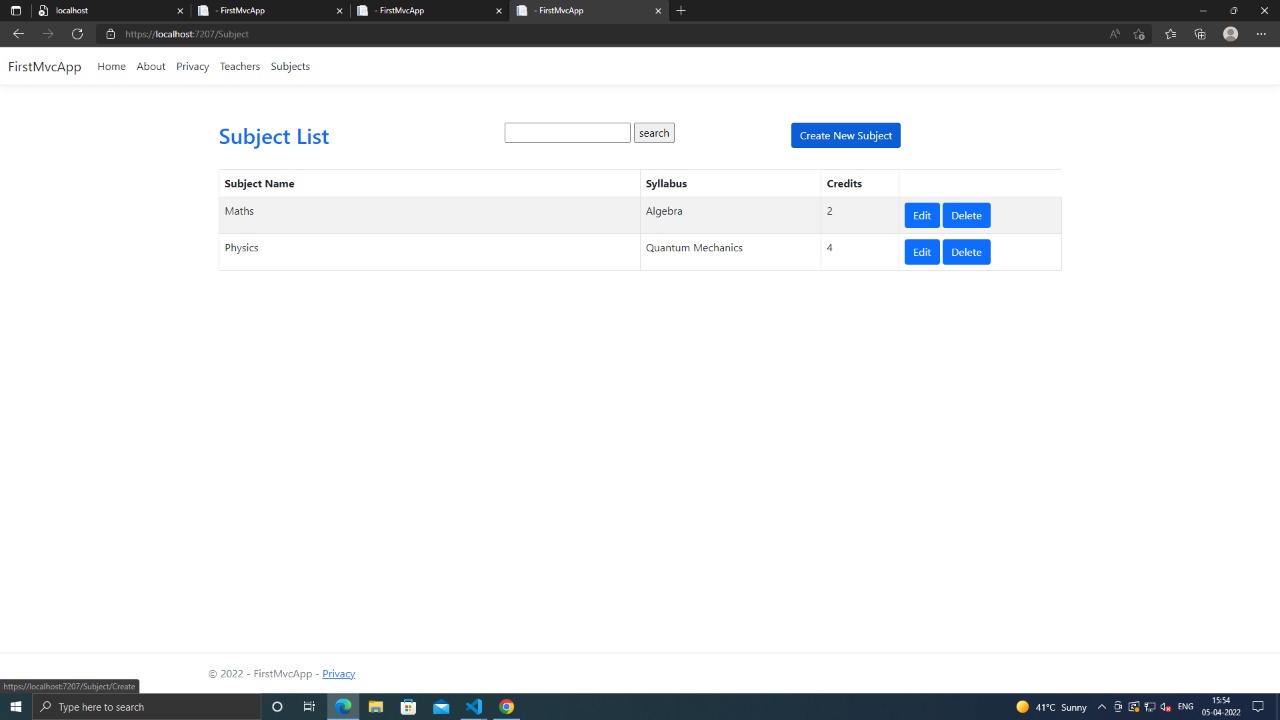 localhost
- FirstMvcApp
- FirstMvcApp
- FirstMvcApp
https://localhost:7207/Subject
FirstMvcApp Home About Privacy Teachers Subjects
Subject List search Create New Subject
Subject Name Syllabus Credits
Maths Algebra 2 Edit Delete
Physics Quantum Mechanics 4 Edit Delete
© 2022 - FirstMvcApp - Privacy
https://localhost:7207/Subject/Create
Type here to search
41°C Sunny
ENG
15:54
05-04-2022